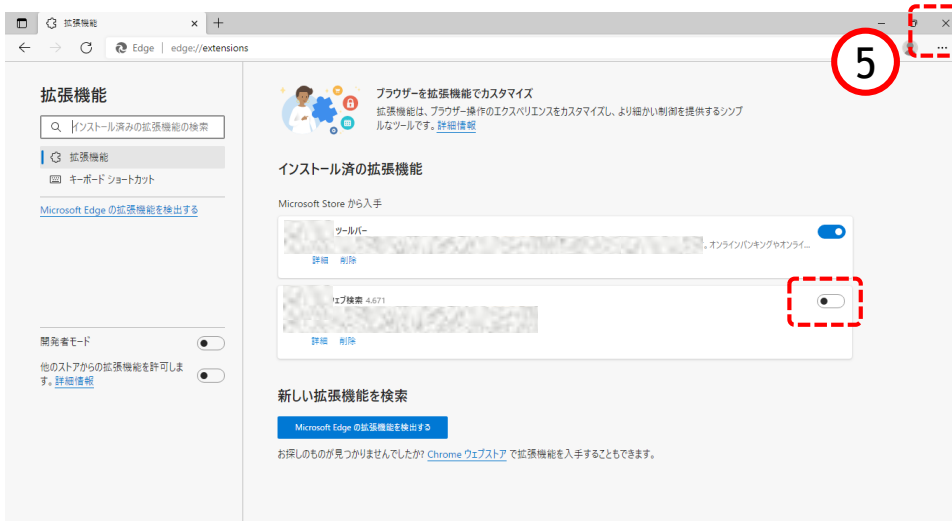 拡張機能
5
Edge | edge://extensions
拡張機能
インストール済みの拡張機能の検索
拡張機能
キーボード ショートカット
Microsoft Edge の拡張機能を検出する
開発者モード
他のストアからの拡張機能を許可しま
す。詳細情報
ブラウザーを拡張機能でカスタマイズ
拡張機能は、ブラウザー操作のエクスペリエンスをカスタマイズし、より細かい制御を提供するシンプ
ルなツールです。詳細情報
インストール済の拡張機能
Microsoft Store から入手
ツールバー
。オンラインバンキングやオンライ...
詳細 削除
ェブ検索 4.671
詳細 削除
新しい拡張機能を検索
Microsoft Edge の拡張機能を検出する
お探しのものが見つかりませんでしたか? Chrome ウェブストア で拡張機能を入手することもできます。